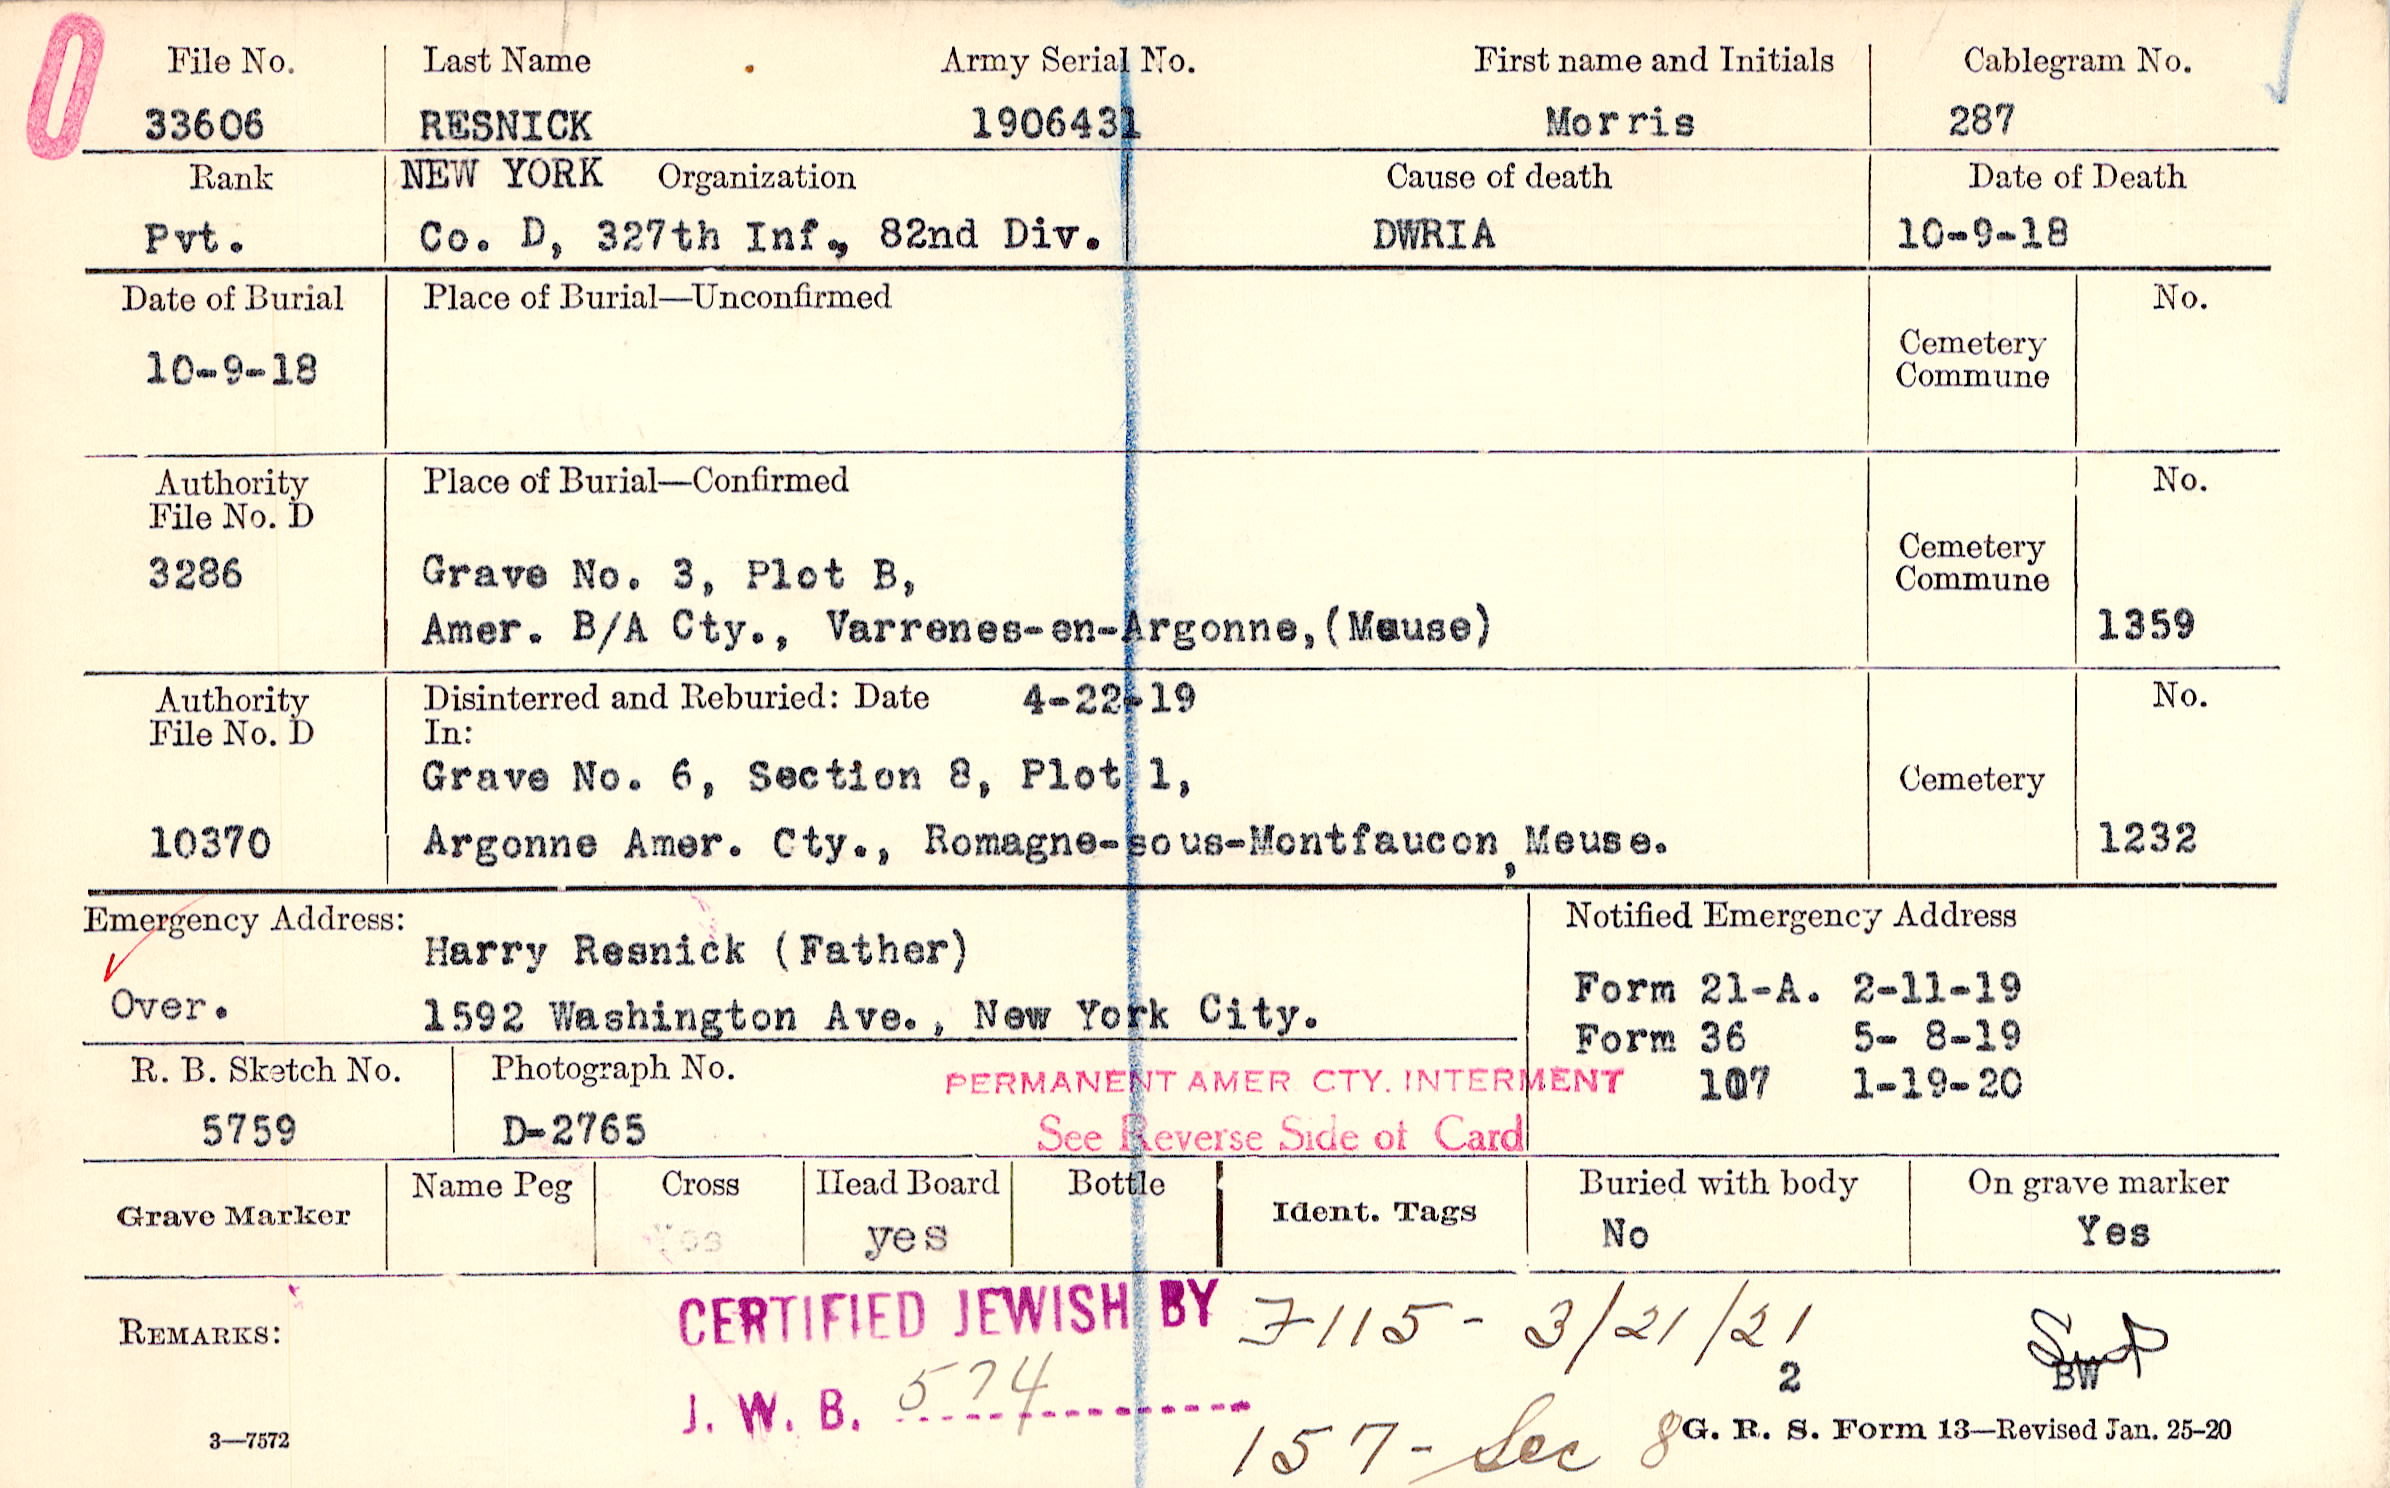 File No. Last Name Army Serial No. First name and Initials Cablegram No.
33606 RESNICK 1906431 Morris 287
Rank NEW YORK Organization Cause of death Date of Death
Pvt. Co. D, 327th Inf., 82nd Div. DWRIA 10-9-18
Date of Burial Place of Burial—Unconfirmed No.
Cemetery
Commune
10-9-18
Authority Place of Burial—Confirmed No.
File No. D
Cemetery
Commune
3286 Grave No. 3, Plot B,
Amer. B/A Cty., Varrenes-en-Argonne,(Meuse) 1359
Authority Disinterred and Reburied: Date 4-22-19 No.
File No. D In:
Grave No. 6, Section 8, Plot 1, Cemetery
10370 Argonne Amer. Cty., Romagne-sous-Montfaucon, Meuse. 1232
Emergency Address: Notified Emergency Address
Harry Resnick (Father)
Over. 1592 Washington Ave., New York City.
Form 21-A. 2-11-19
Form 36 5- 8-19
107 1-19-20
R. B. Sketch No. Photograph No.
PERMANENT AMER CTY. INTERMENT
5759 D-2765 See Reverse Side of Card
Grave Marker Name Peg Cross Head Board Bottle Ident. Tags Buried with body On grave marker
Yes yes No Yes
REMARKS: CERTIFIED JEWISH BY F115 - 3/21/21
J. W. B. 574 2 BW
157 - Sec 8
3—7572 G. R. S. Form 13—Revised Jan. 25-20